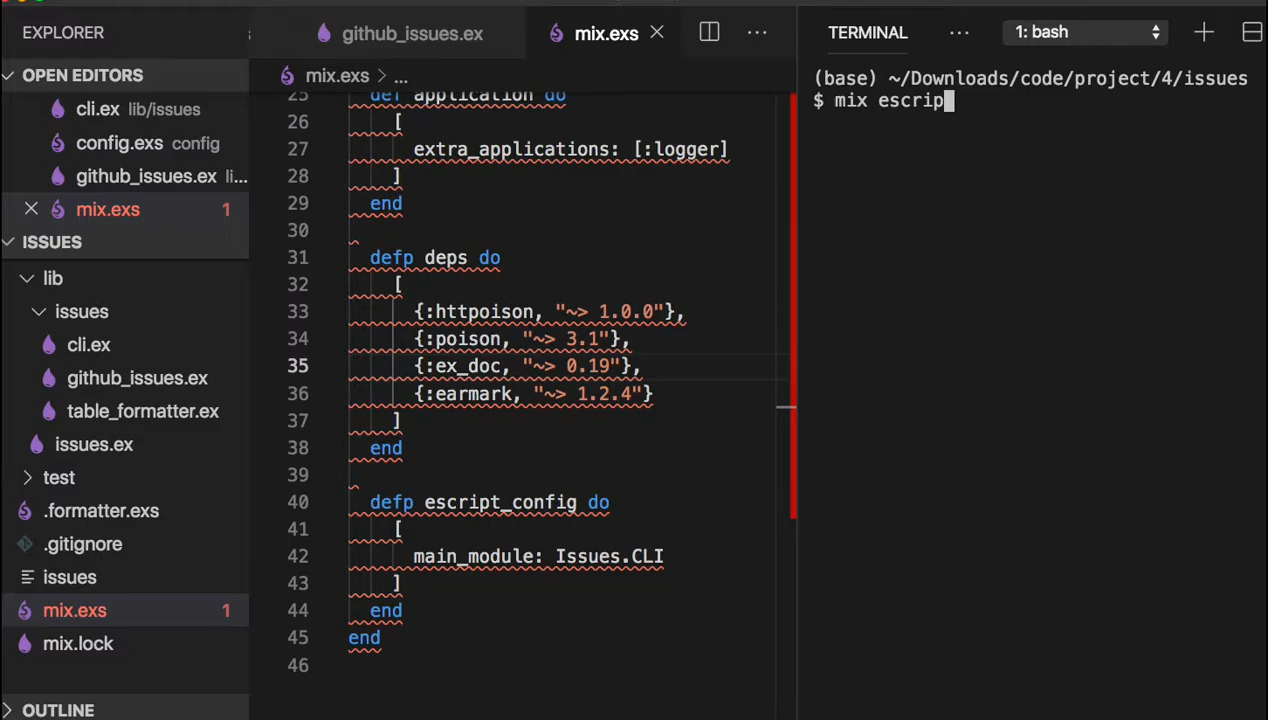 EXPLORER
OPEN EDITORS
cli.ex lib/issues
config.exs config
github_issues.ex li...
mix.exs 1
ISSUES
lib
issues
cli.ex
github_issues.ex
table_formatter.ex
issues.ex
test
.formatter.exs
.gitignore
issues
mix.exs 1
mix.lock
OUTLINE
github_issues.ex mix.exs
mix.exs > ...
25 def application do
26 [
27 extra_applications: [:logger]
28 ]
29 end
30
31 defp deps do
32 [
33 {:httpoison, "~> 1.0.0"},
34 {:poison, "~> 3.1"},
35 {:ex_doc, "~> 0.19"},
36 {:earmark, "~> 1.2.4"}
37 ]
38 end
39
40 defp escript_config do
41 [
42 main_module: Issues.CLI
43 ]
44 end
45 end
46
TERMINAL ... 1: bash
(base) ~/Downloads/code/project/4/issues
$ mix escrip